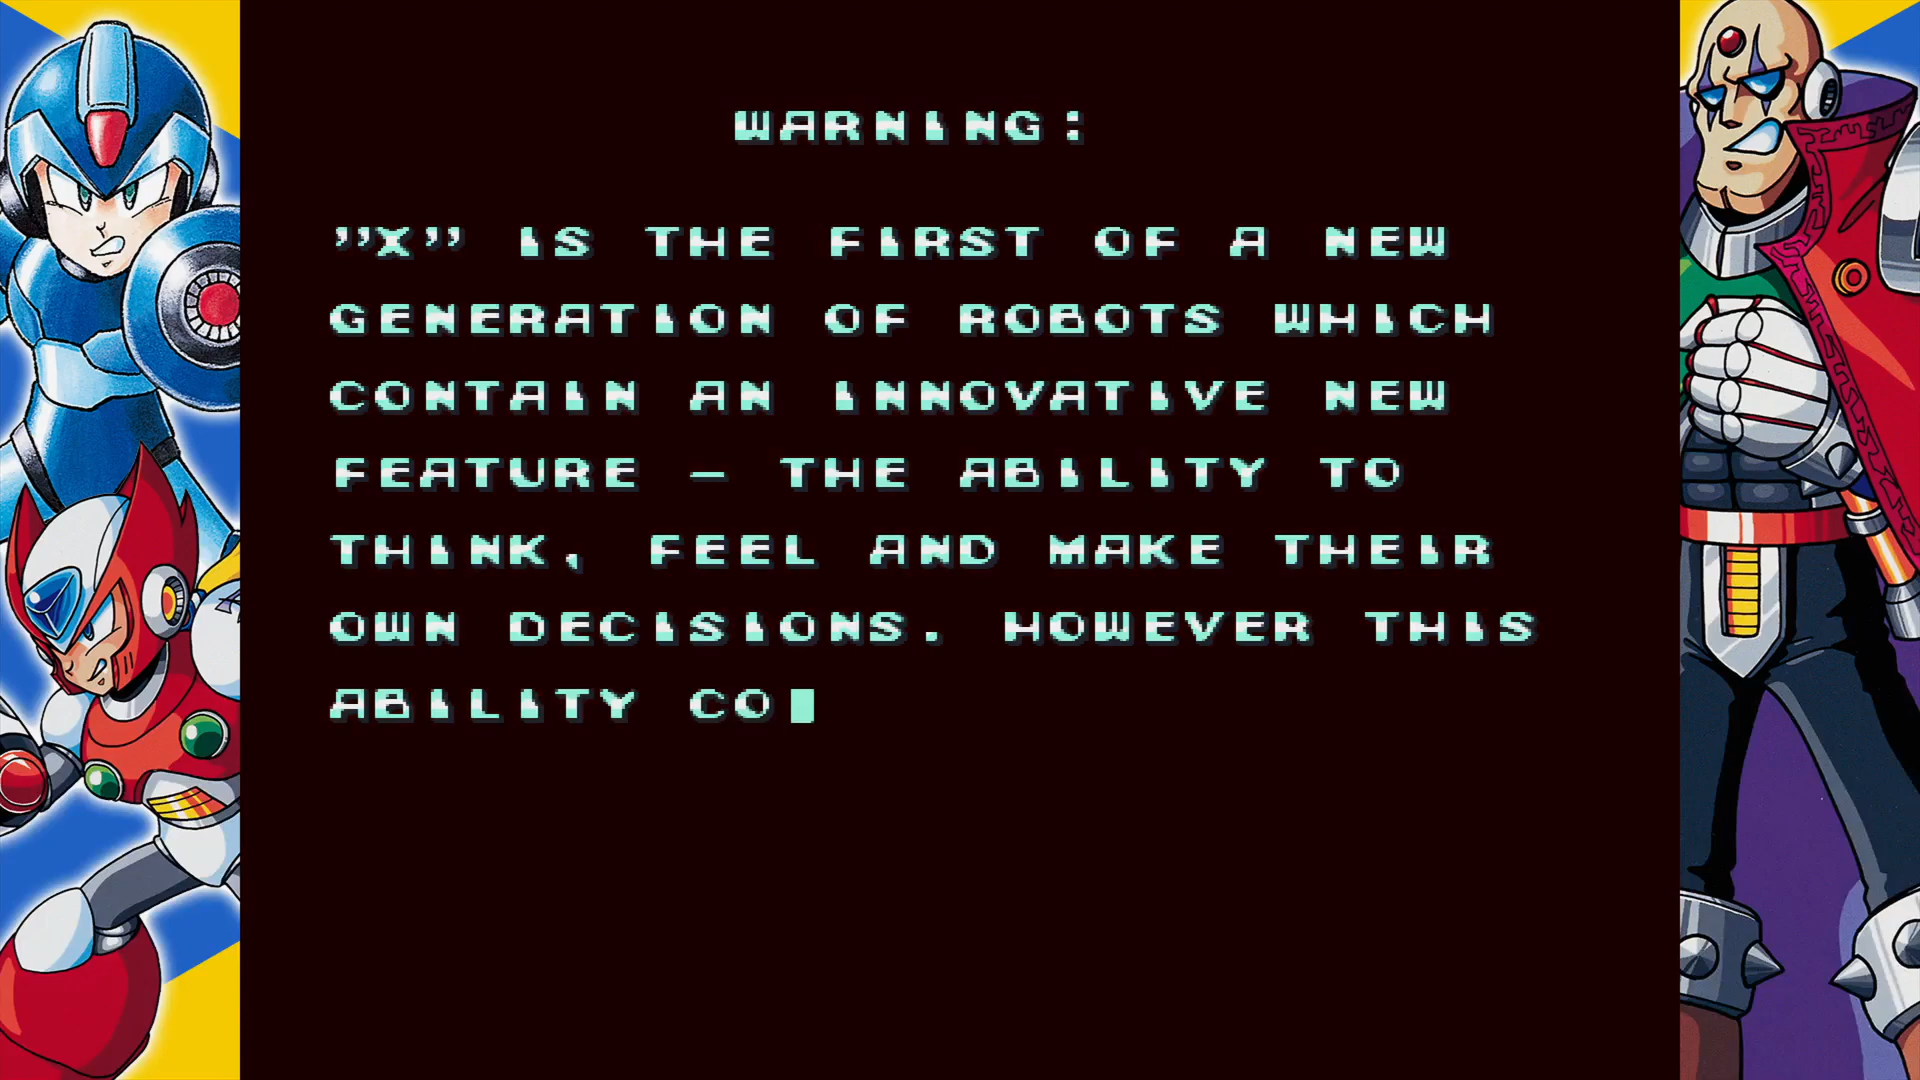 WARNING:
"X" IS THE FIRST OF A NEW
GENERATION OF ROBOTS WHICH
CONTAIN AN INNOVATIVE NEW
FEATURE – THE ABILITY TO
THINK, FEEL AND MAKE THEIR
OWN DECISIONS. HOWEVER THIS
ABILITY CO